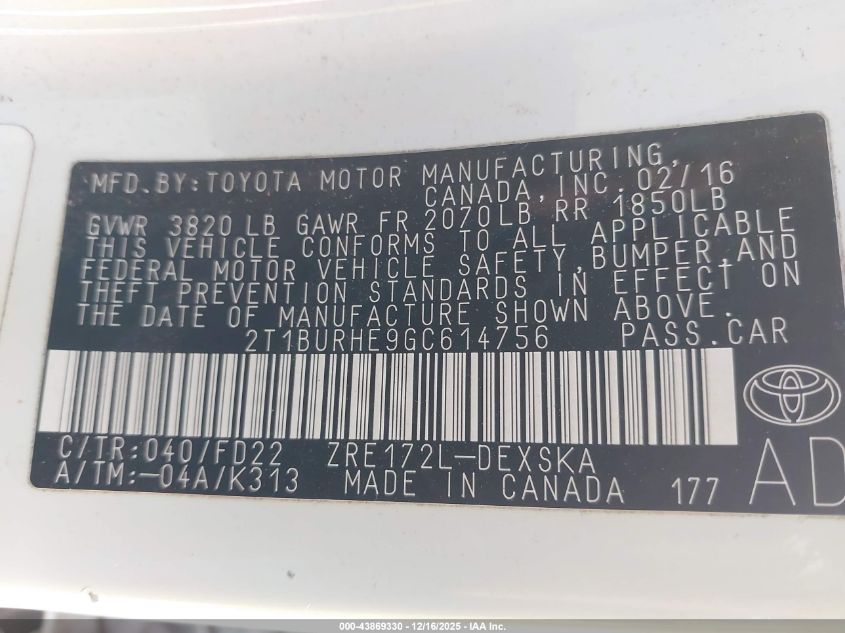 MFD.BY:TOYOTA MOTOR MANUFACTURING,
CANADA,INC. 02/16
GVWR 3820 LB GAWR FR 2070LB RR 1850LB
THIS VEHICLE CONFORMS TO ALL APPLICABLE
FEDERAL MOTOR VEHICLE SAFETY,BUMPER,AND
THEFT PREVENTION STANDARDS IN EFFECT ON
THE DATE OF MANUFACTURE SHOWN ABOVE.
2T1BURHE9GC614756 PASS.CAR
C/TR:040/FD22 ZRE172L-DEXSKA
A/TM:-04A/K313 MADE IN CANADA 177
AD
000-43869330 - 12/16/2025 - IAA Inc.